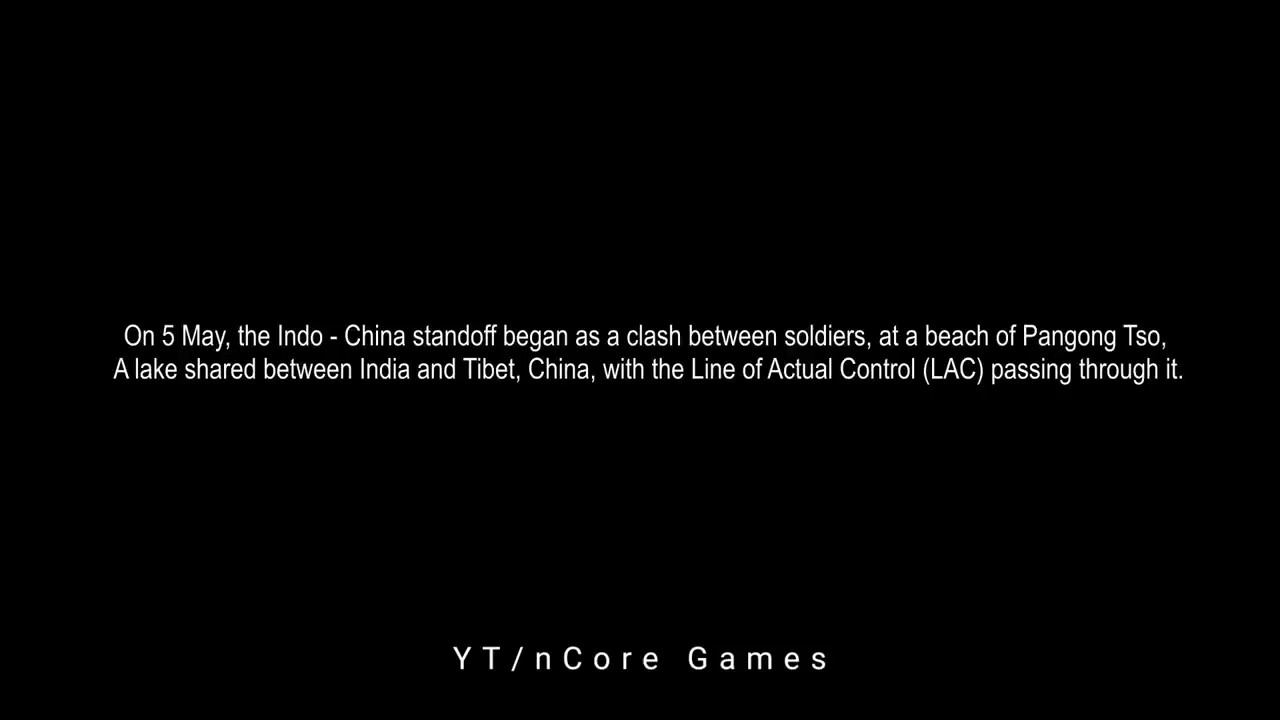 On 5 May, the Indo - China standoff began as a clash between soldiers, at a beach of Pangong Tso,
A lake shared between India and Tibet, China, with the Line of Actual Control (LAC) passing through it.
YT/nCore Games